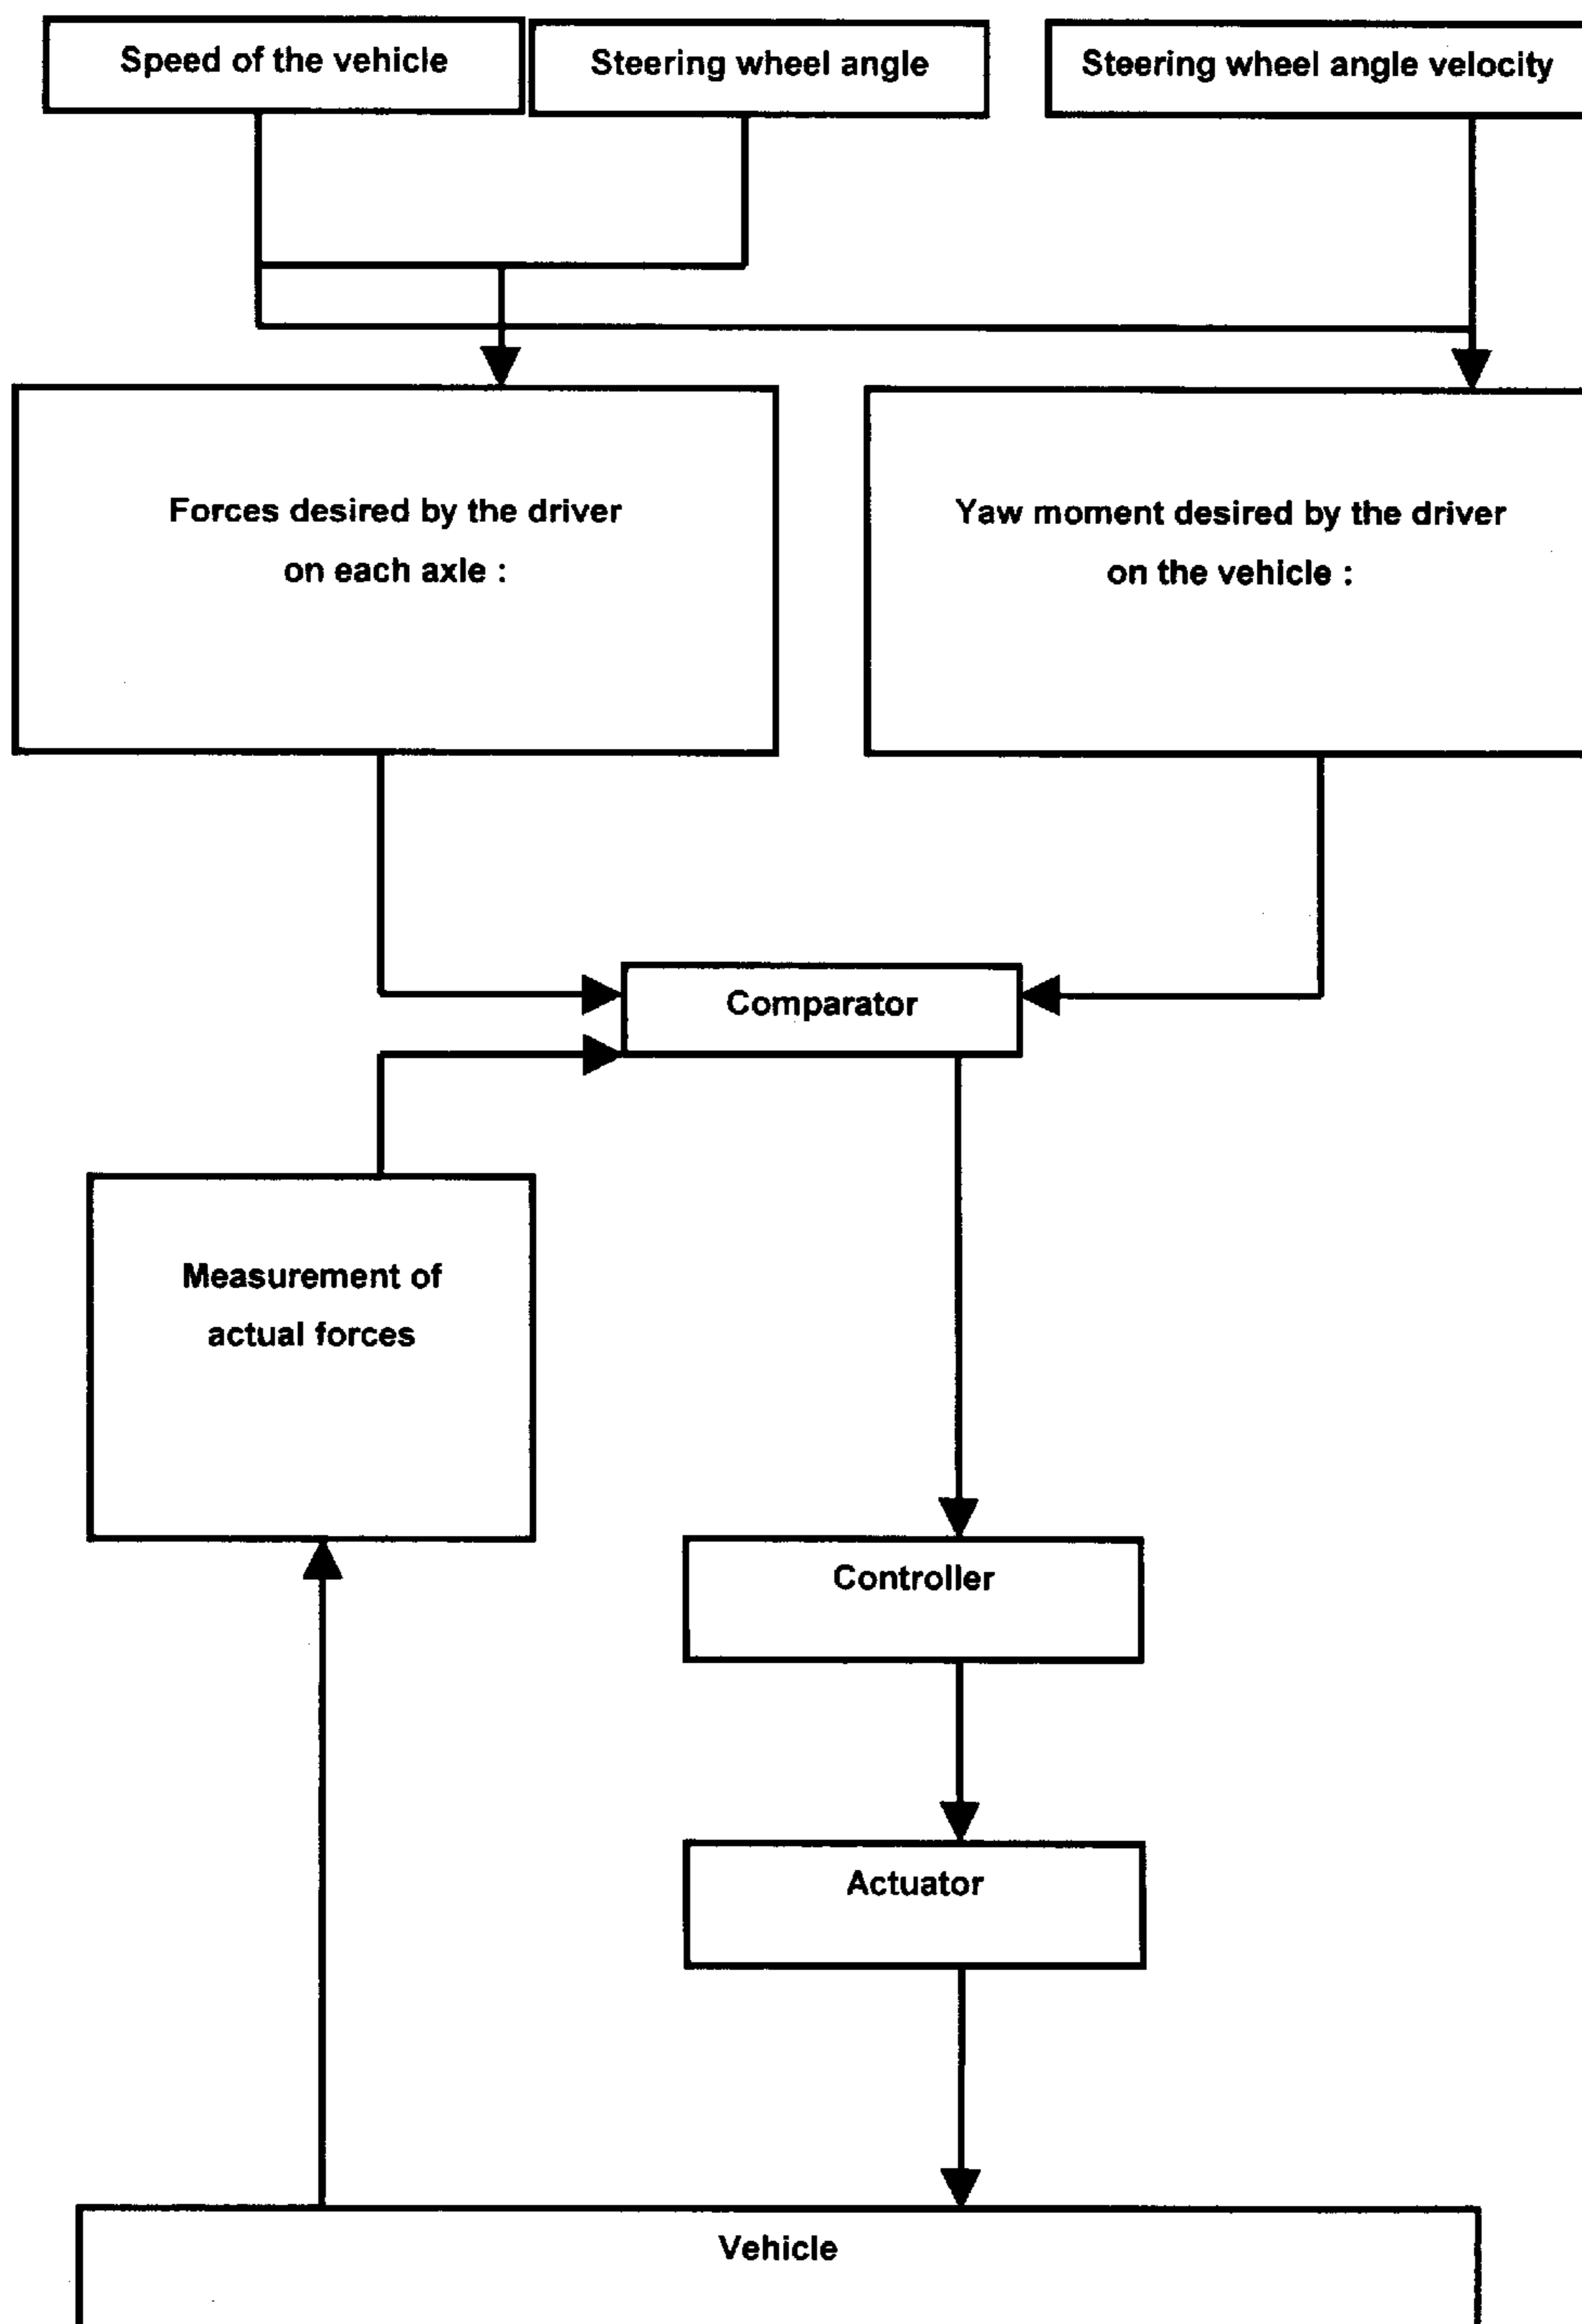 Speed of the vehicle
Steering wheel angle
Steering wheel angle velocity
Forces desired by the driver
on each axle :
Yaw moment desired by the driver
on the vehicle :
Comparator
Measurement of
actual forces
Controller
Actuator
Vehicle